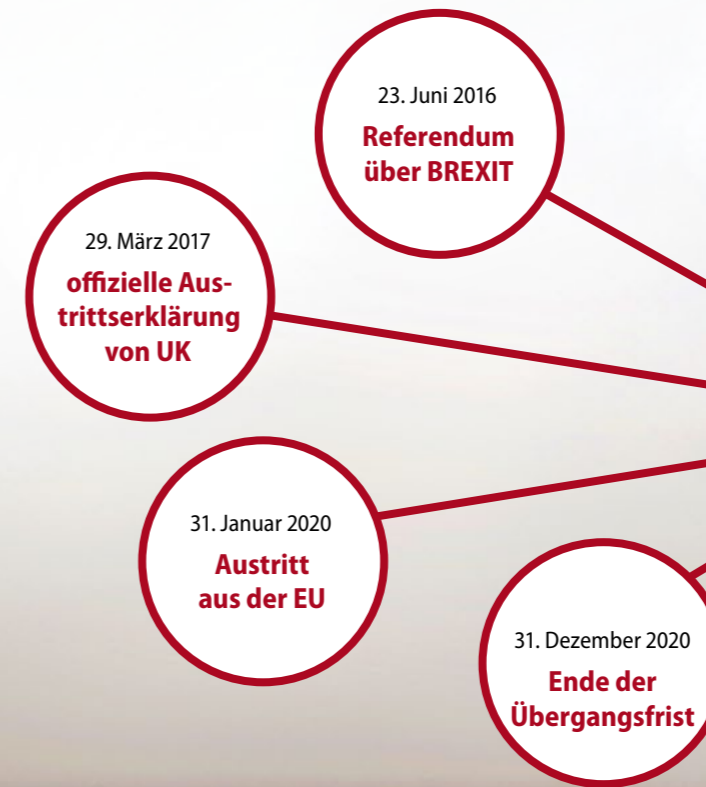 23. Juni 2016
Referendum
über BREXIT
29. März 2017
offizielle Aus-
trittserklärung
von UK
31. Januar 2020
Austritt
aus der EU
31. Dezember 2020
Ende der
Übergangsfrist